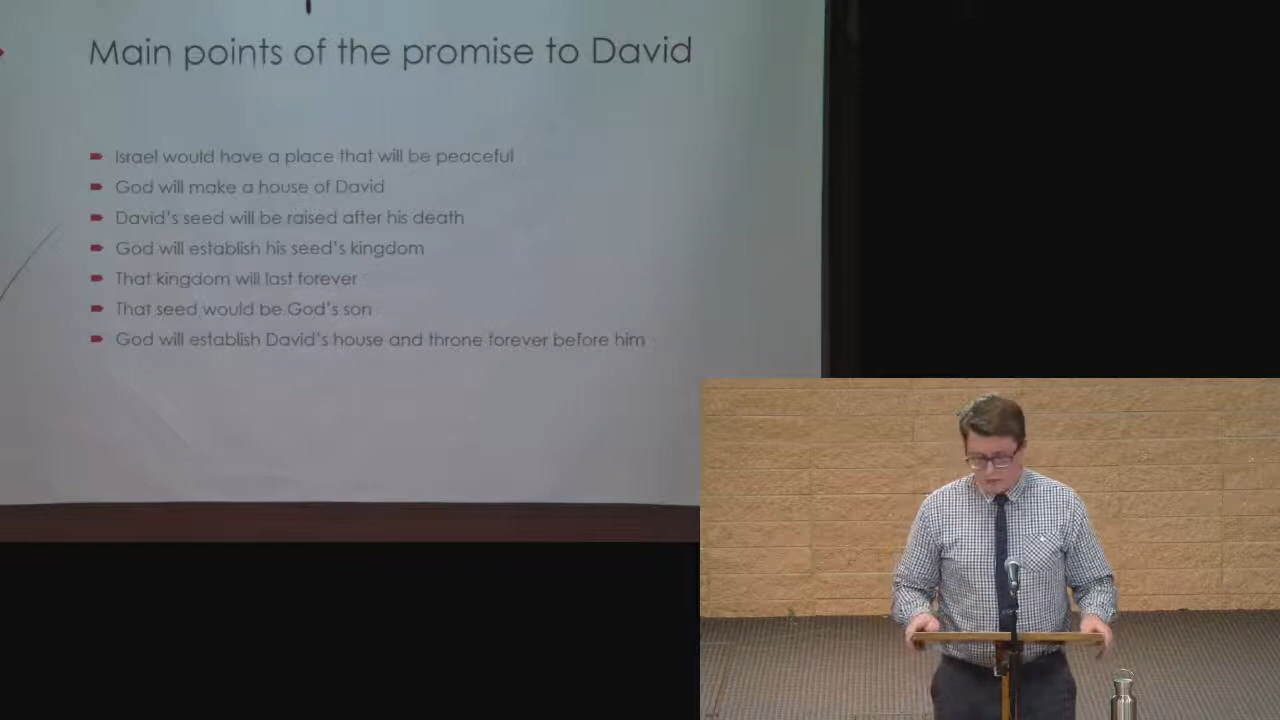 Main points of the promise to David
Israel would have a place that will be peaceful
God will make a house of David
David's seed will be raised after his death
God will establish his seed's kingdom
That kingdom will last forever
That seed would be God's son
God will establish David's house and throne forever before him